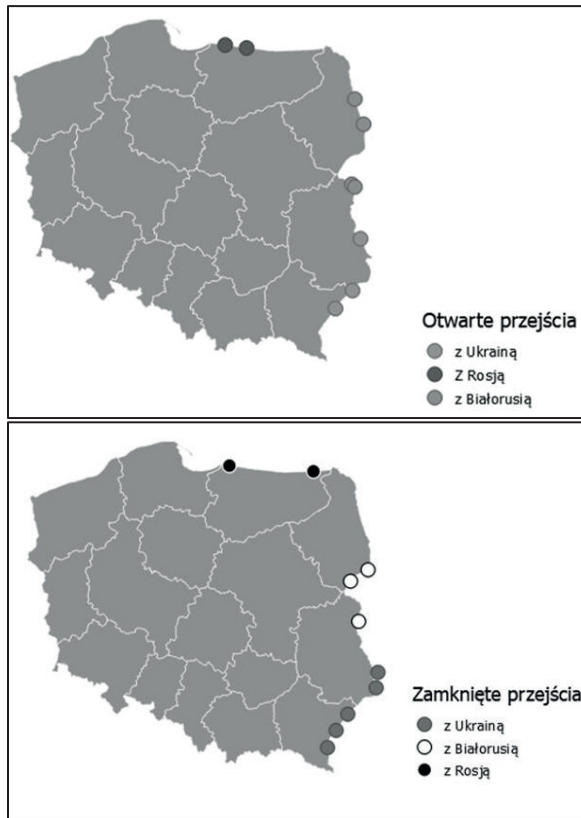 Otwarte przejścia
z Ukrainą
Z Rosją
z Białorusią
Zamknięte przejścia
z Ukrainą
z Białorusią
z Rosją